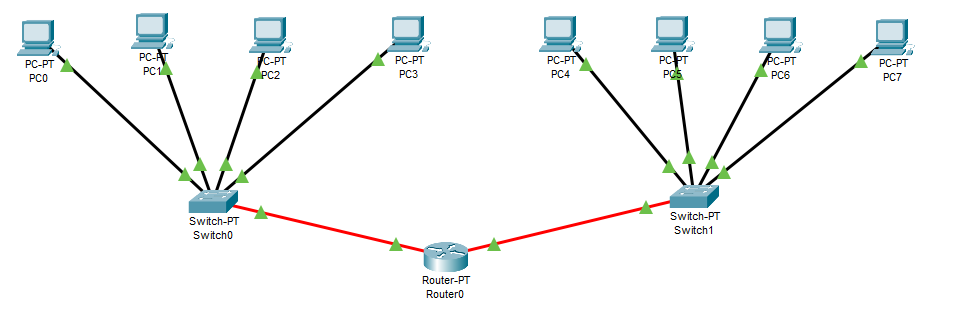 PC-PT
PC0
PC-PT
PC1
PC-PT
PC2
PC-PT
PC3
PC-PT
PC4
PC-PT
PC5
PC-PT
PC6
PC-PT
PC7
Switch-PT
Switch0
Switch-PT
Switch1
Router-PT
Router0